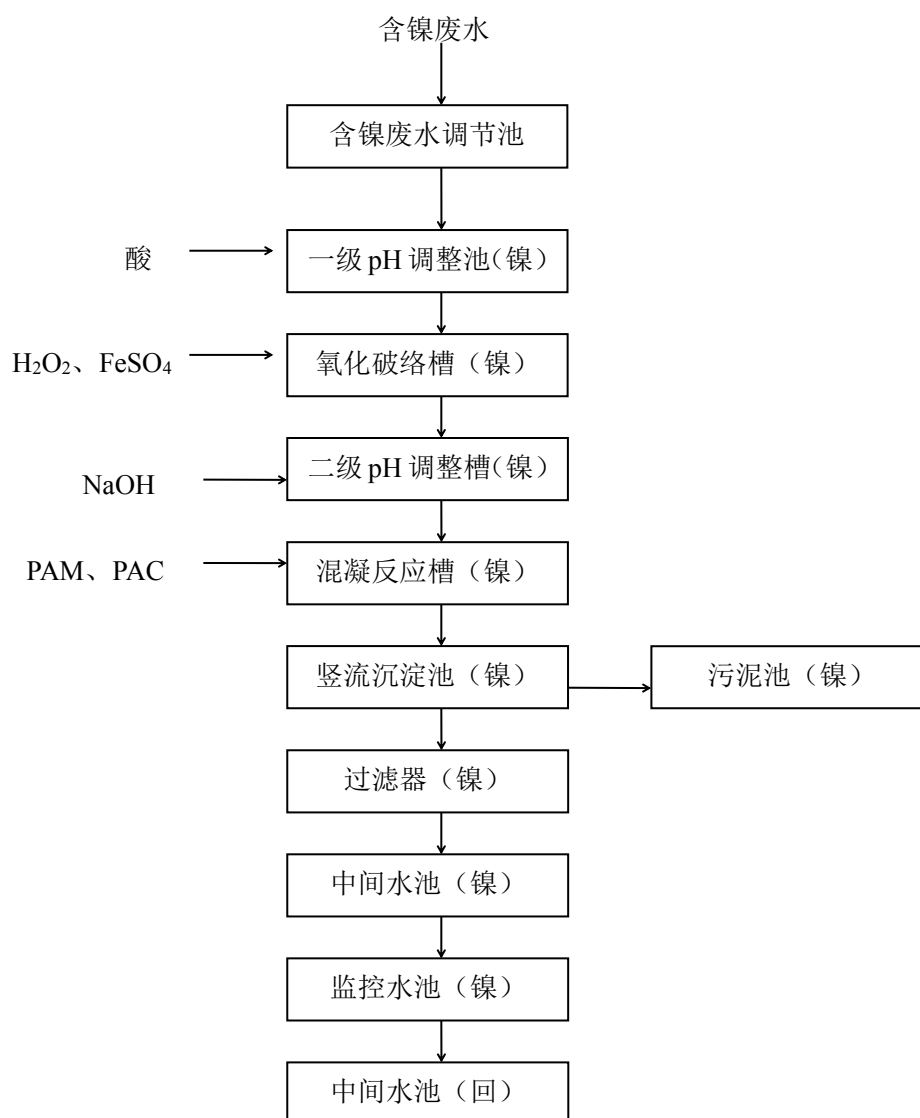 含镍废水
含镍废水调节池
酸
一级 pH 调整池（镍）
H₂O₂、FeSO₄
氧化破络槽（镍）
二级 pH 调整槽（镍）
NaOH
PAM、PAC
混凝反应槽（镍）
竖流沉淀池（镍）
污泥池（镍）
过滤器（镍）
中间水池（镍）
监控水池（镍）
中间水池（回）